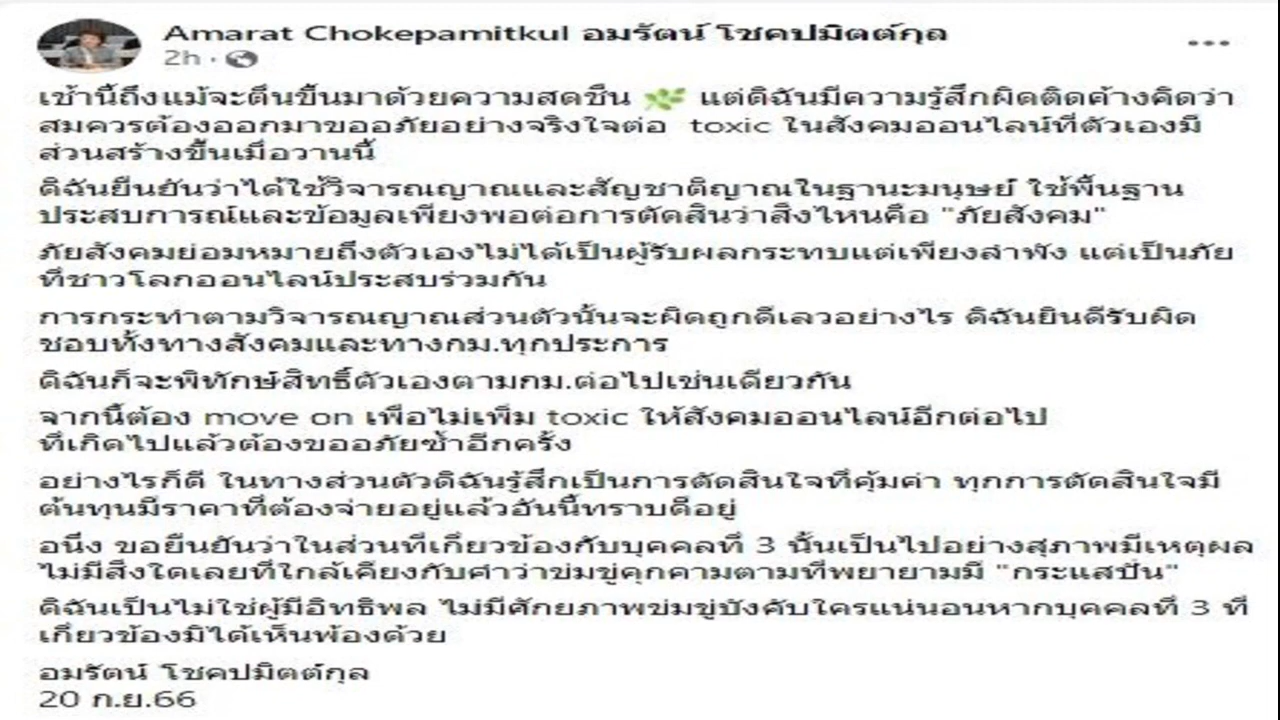 Amarat Chokepamitkul อมรัตน์ โชคปมิตต์กุล
2h ·
เช้านี้ถึงแม้จะตื่นขึ้นมาด้วยความสดชื่น 🌿 แต่ดิฉันมีความรู้สึกผิดติดค้างคิดว่า
สมควรต้องออกมาขออภัยอย่างจริงใจต่อ toxic ในสังคมออนไลน์ที่ตัวเองมี
ส่วนสร้างขึ้นเมื่อวานนี้
ดิฉันยืนยันว่าได้ใช้วิจารณญาณและสัญชาติญาณในฐานะมนุษย์ ใช้พื้นฐาน
ประสบการณ์และข้อมูลเพียงพอต่อการตัดสินว่าสิ่งไหนคือ "ภัยสังคม"
ภัยสังคมย่อมหมายถึงตัวเองไม่ได้เป็นผู้รับผลกระทบแต่เพียงลำพัง แต่เป็นภัย
ที่ชาวโลกออนไลน์ประสบร่วมกัน
การกระทำตามวิจารณญาณส่วนตัวนั้นจะผิดถูกดีเลวอย่างไร ดิฉันยินดีรับผิด
ชอบทั้งทางสังคมและทางกม.ทุกประการ
ดิฉันก็จะพิทักษ์สิทธิ์ตัวเองตามกม.ต่อไปเช่นเดียวกัน
จากนี้ต้อง move on เพื่อไม่เพิ่ม toxic ให้สังคมออนไลน์อีกต่อไป
ที่เกิดไปแล้วต้องขออภัยซ้ำอีกครั้ง
อย่างไรก็ดี ในทางส่วนตัวดิฉันรู้สึกเป็นการตัดสินใจที่คุ้มค่า ทุกการตัดสินใจมี
ต้นทุนมีราคาที่ต้องจ่ายอยู่แล้วอันนี้ทราบดีอยู่
อนึ่ง ขอยืนยันว่าในส่วนที่เกี่ยวข้องกับบุคคลที่ 3 นั้นเป็นไปอย่างสุภาพมีเหตุผล
ไม่มีสิ่งใดเลยที่ใกล้เคียงกับคำว่าข่มขู่คุกคามตามที่พยายามมี "กระแสปั่น"
ดิฉันเป็นไม่ใช่ผู้มีอิทธิพล ไม่มีศักยภาพข่มขู่บังคับใครแน่นอนหากบุคคลที่ 3 ที่
เกี่ยวข้องมิได้เห็นพ้องด้วย
อมรัตน์ โชคปมิตต์กุล
20 ก.ย.66